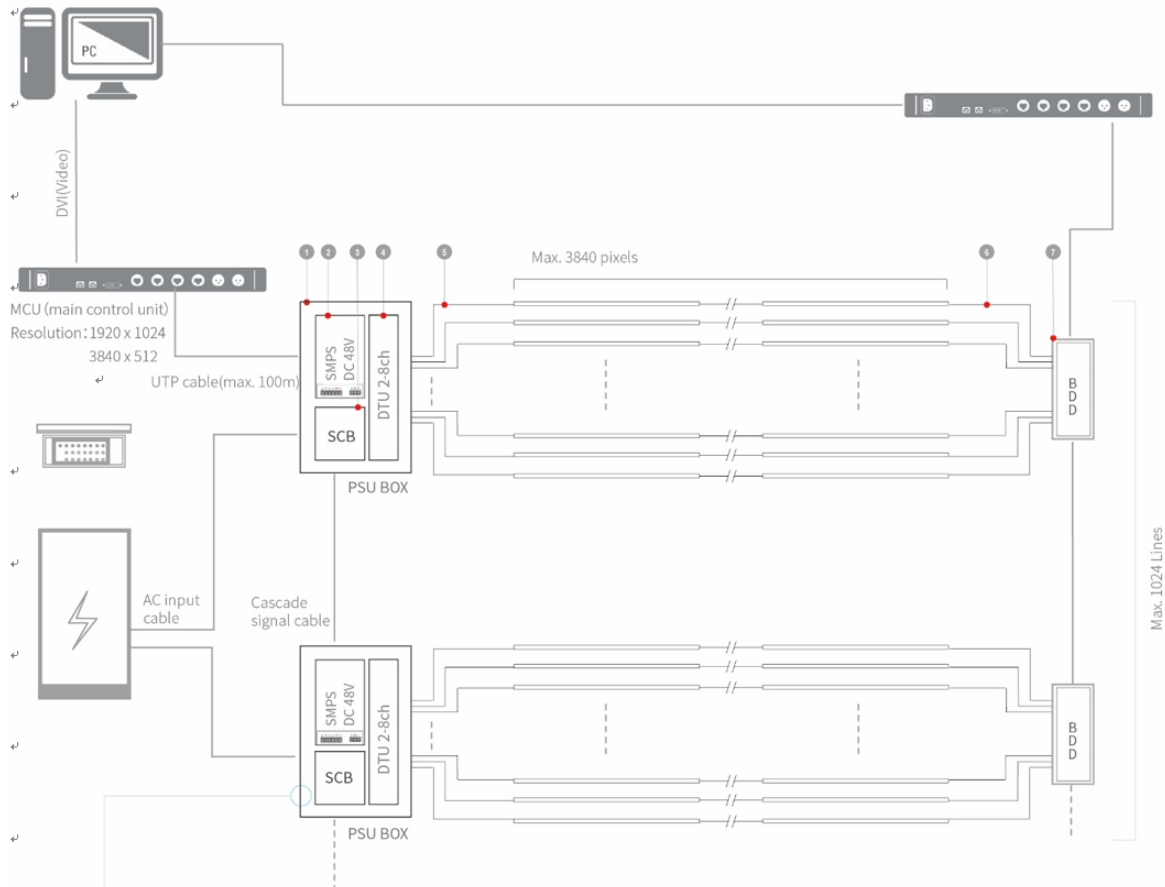 PC
DVI(Video)
1
2
3
4
5
6
7
Max. 3840 pixels
MCU (main control unit)
Resolution: 1920 x 1024
3840 x 512
UTP cable(max. 100m)
SMPS
DC 48V
DTU 2-8ch
SCB
PSU BOX
BDD
AC input
cable
Cascade
signal cable
Max. 1024 Lines
SMPS
DC 48V
DTU 2-8ch
SCB
PSU BOX
BDD